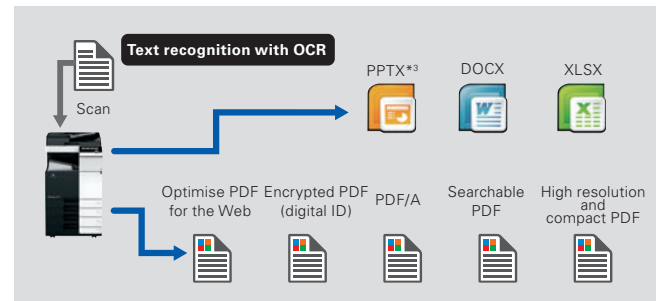 Text recognition with OCR
Scan
PPTX*3
DOCX
XLSX
Optimise PDF
for the Web
Encrypted PDF
(digital ID)
PDF/A
Searchable
PDF
High resolution
and
compact PDF